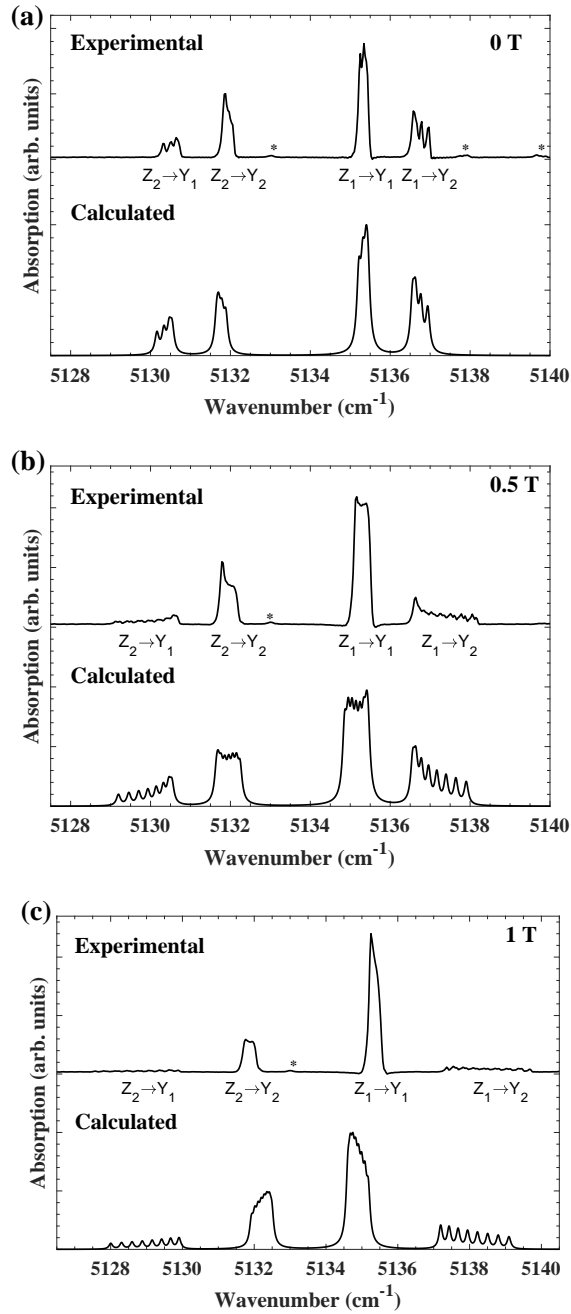 (a)
Experimental 0 T
* * *
Z₂→Y₁ Z₂→Y₂ Z₁→Y₁ Z₁→Y₂
Calculated
Absorption (arb. units)
5128 5130 5132 5134 5136 5138 5140
Wavenumber (cm⁻¹)
(b)
Experimental 0.5 T
*
Z₂→Y₁ Z₂→Y₂ Z₁→Y₁ Z₁→Y₂
Calculated
Absorption (arb. units)
5128 5130 5132 5134 5136 5138 5140
Wavenumber (cm⁻¹)
(c)
Experimental 1 T
*
Z₂→Y₁ Z₂→Y₂ Z₁→Y₁ Z₁→Y₂
Calculated
Absorption (arb. units)
5128 5130 5132 5134 5136 5138 5140
Wavenumber (cm⁻¹)